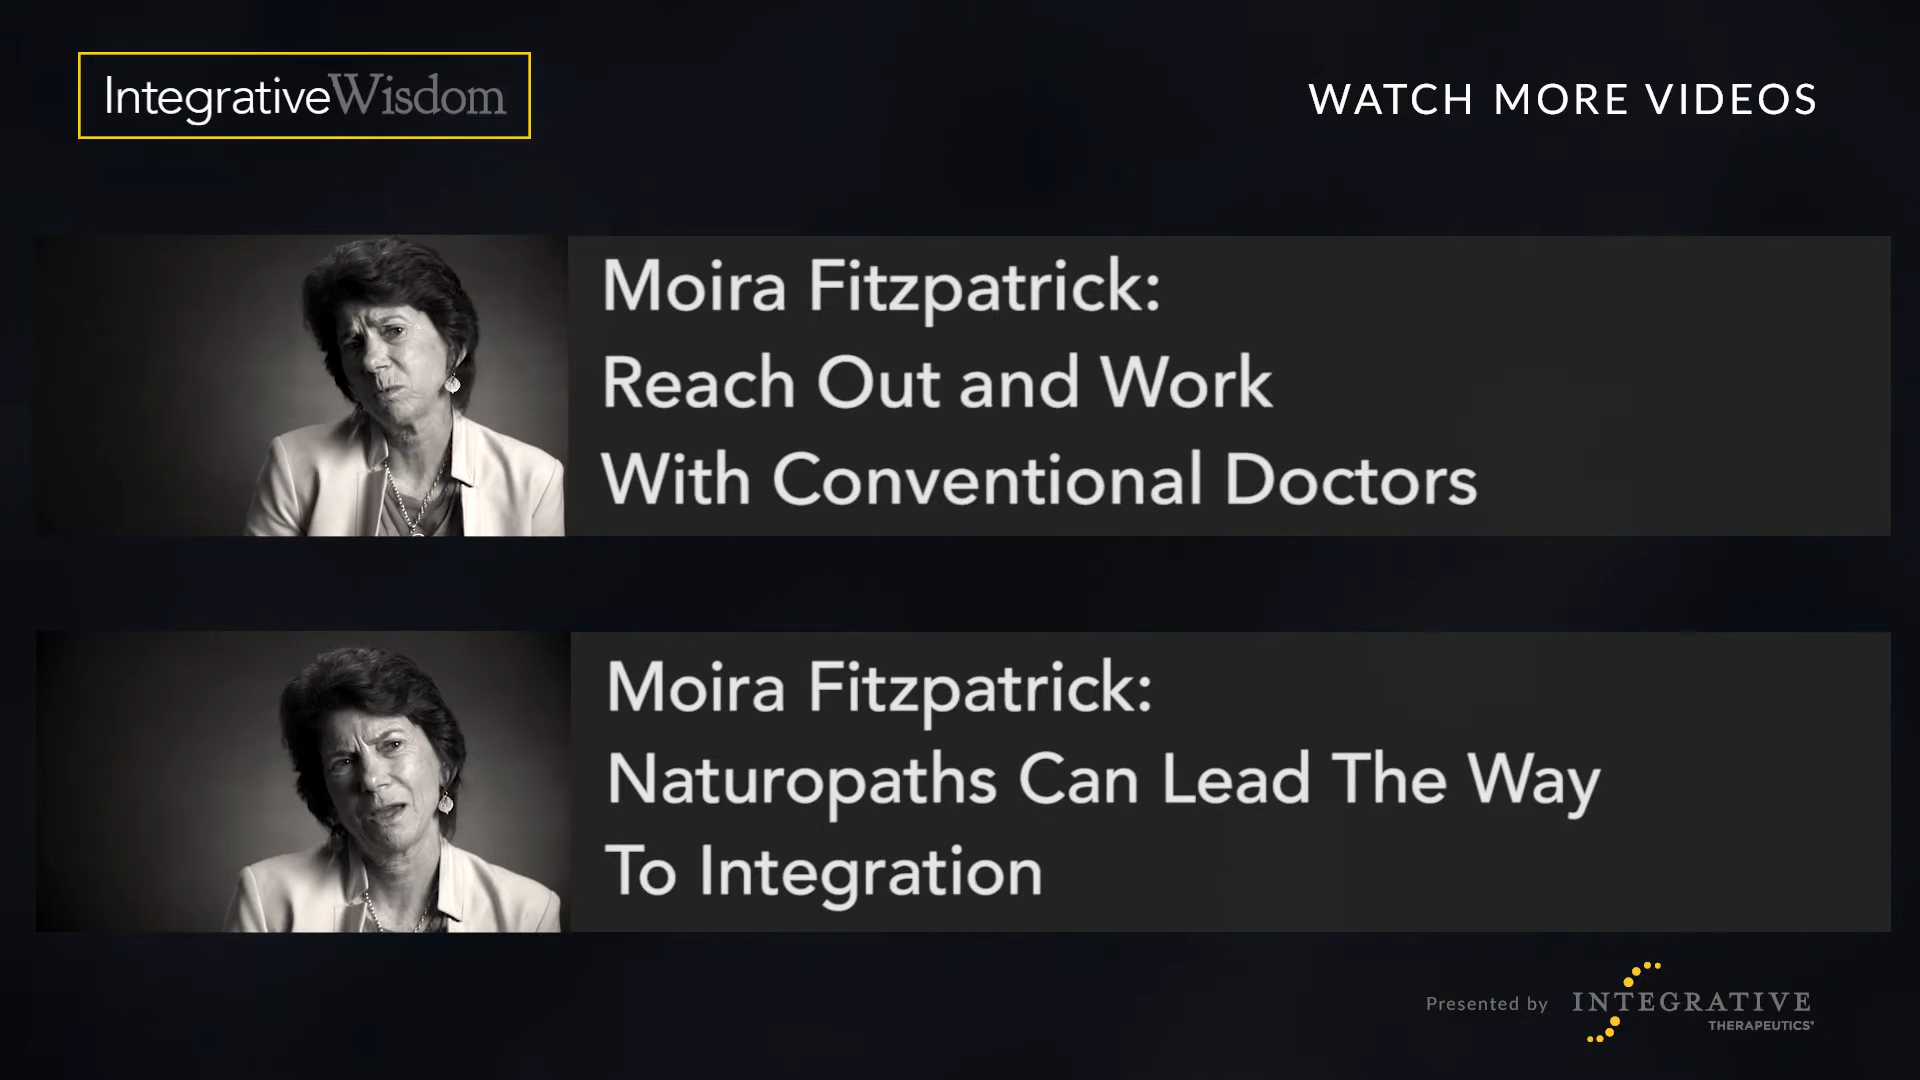 IntegrativeWisdom
WATCH MORE VIDEOS
Moira Fitzpatrick:
Reach Out and Work
With Conventional Doctors
Moira Fitzpatrick:
Naturopaths Can Lead The Way
To Integration
Presented by INTEGRATIVE
THERAPEUTICS®